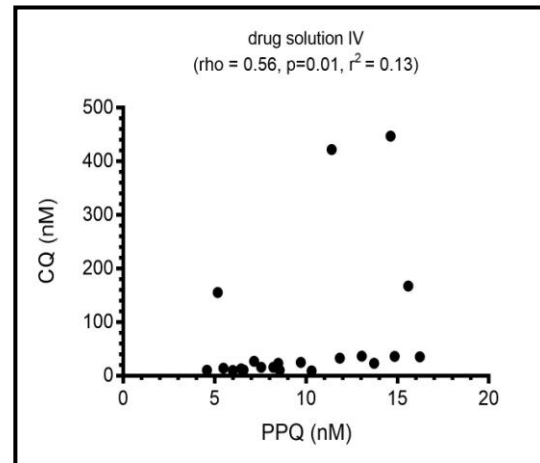 drug solution IV
(rho = 0.56, p=0.01, r² = 0.13)
500
400
300
200
100
0
CQ (nM)
0 5 10 15 20
PPQ (nM)